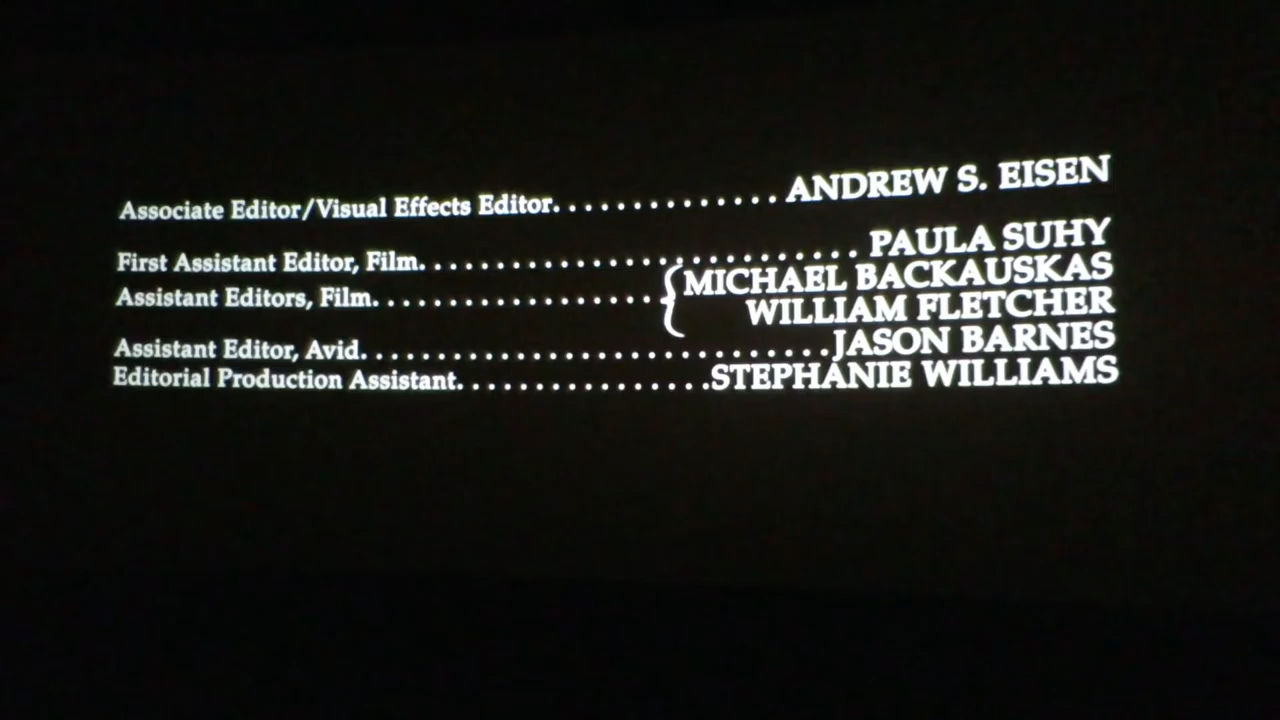 Associate Editor/Visual Effects Editor. . . . . . . . . . . . . . ANDREW S. EISEN
First Assistant Editor, Film. . . . . . . . . . . . . . . . . . . . . . . . . . . PAULA SUHY
Assistant Editors, Film. . . . . . . . . . . . . . . . . . { MICHAEL BACKAUSKAS
WILLIAM FLETCHER
Assistant Editor, Avid. . . . . . . . . . . . . . . . . . . . . . . . . . . . . JASON BARNES
Editorial Production Assistant. . . . . . . . . . . . . . . . STEPHANIE WILLIAMS